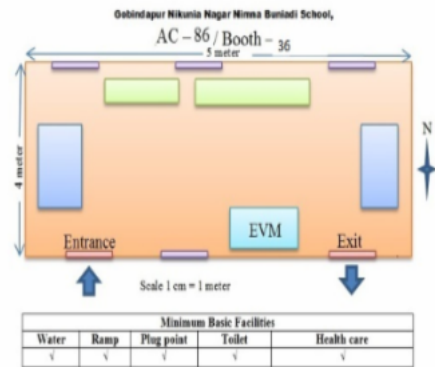 Gobindapur Nikunia Nagar Nimna Buniadi School,
AC – 86 / Booth – 36
5 meter
4 meter
N
EVM
Entrance
Exit
Scale 1 cm = 1 meter
Minimum Basic Facilities
Water Ramp Plug point Toilet Health care
√ √ √ √ √